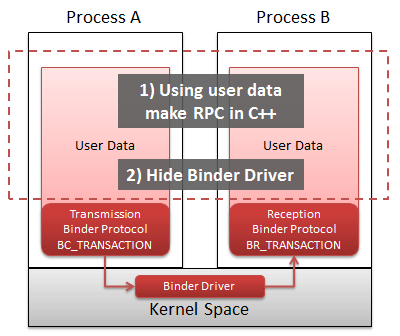 Process A
Process B
1) Using user data
make RPC in C++
User Data
User Data
2) Hide Binder Driver
Transmission
Binder Protocol
BC_TRANSACTION
Reception
Binder Protocol
BR_TRANSACTION
Binder Driver
Kernel Space